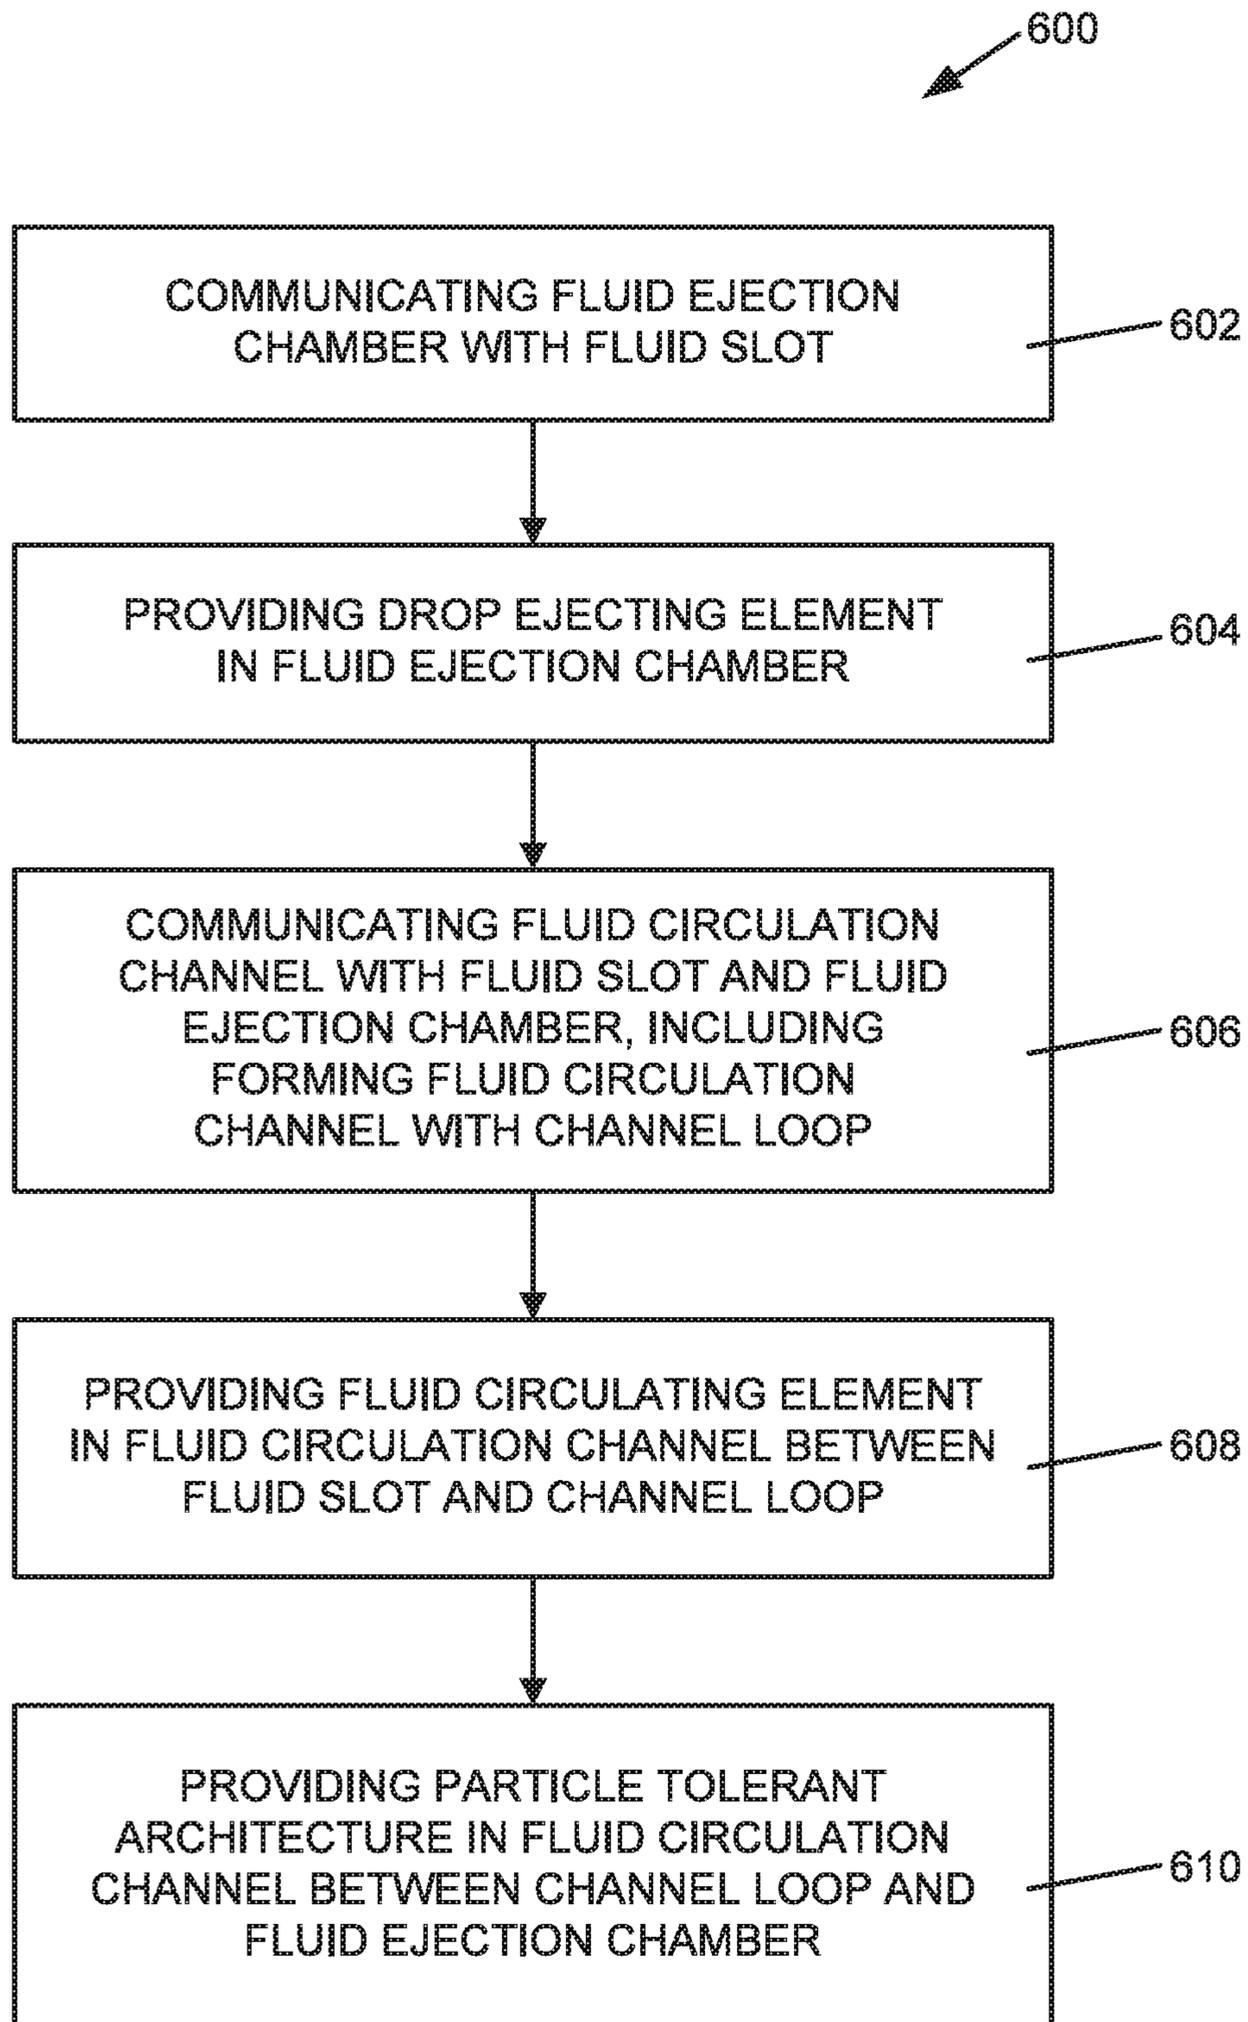 600
COMMUNICATING FLUID EJECTION
CHAMBER WITH FLUID SLOT
602
PROVIDING DROP EJECTING ELEMENT
IN FLUID EJECTION CHAMBER
604
COMMUNICATING FLUID CIRCULATION
CHANNEL WITH FLUID SLOT AND FLUID
EJECTION CHAMBER, INCLUDING
FORMING FLUID CIRCULATION
CHANNEL WITH CHANNEL LOOP
606
PROVIDING FLUID CIRCULATING ELEMENT
IN FLUID CIRCULATION CHANNEL BETWEEN
FLUID SLOT AND CHANNEL LOOP
608
PROVIDING PARTICLE TOLERANT
ARCHITECTURE IN FLUID CIRCULATION
CHANNEL BETWEEN CHANNEL LOOP AND
FLUID EJECTION CHAMBER
610